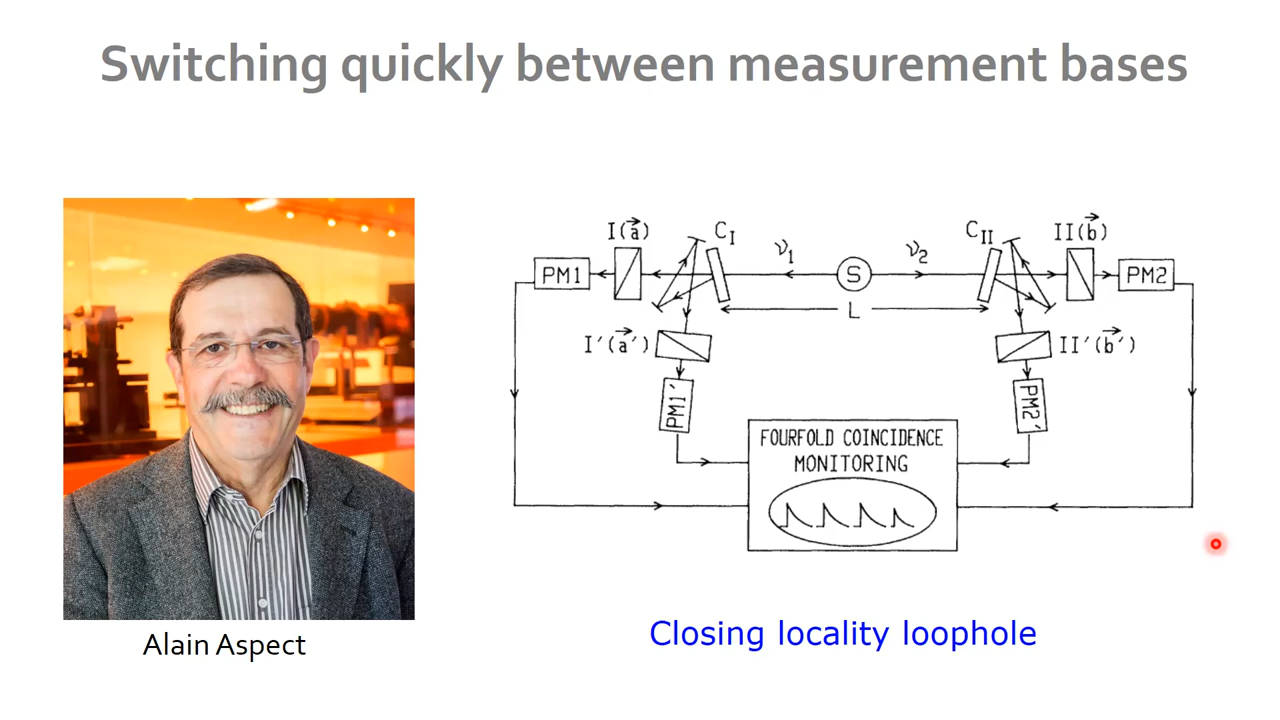 Switching quickly between measurement bases
I(a⃗)
C_I
ν₁
ν₂
C_II
II(b⃗)
PM1
S
PM2
L
I'(a⃗')
II'(b⃗')
PM1'
PM2'
FOURFOLD COINCIDENCE
MONITORING
Alain Aspect
Closing locality loophole